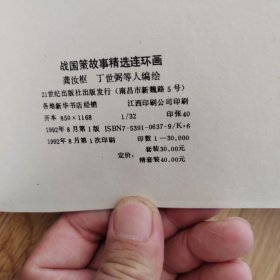 战国策故事精选连环画
龚汝枢 丁世弼等人编绘
21世纪出版社出版发行(南昌市新魏路5号)
各地新华书店经销 江西印刷公司印刷
开本 850×1168 1/32 印张40
1992年8月第1版 ISBN7-5391-0637-9/K·6
1992年8月第1次印刷 印数1—30,000
定价: 套装30.00元
精套装40.00元